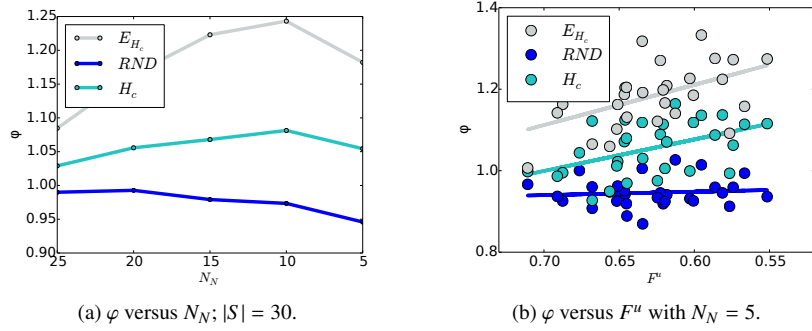 1.25
1.20
1.15
1.10
1.05
1.00
0.95
0.90
φ
E_{H_c}
RND
H_c
25 20 15 10 5
N_N
(a) φ versus N_N; |S| = 30.
1.4
1.2
1.0
0.8
φ
E_{H_c}
RND
H_c
0.70 0.65 0.60 0.55
F^u
(b) φ versus F^u with N_N = 5.